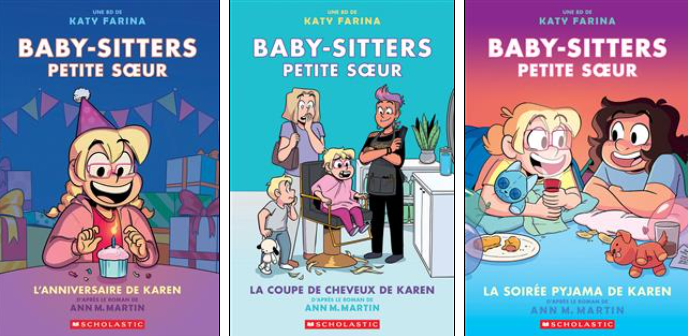 UNE BD DE
KATY FARINA
BABY-SITTERS
PETITE SŒUR
L'ANNIVERSAIRE DE KAREN
D'APRÈS LE ROMAN DE
ANN M. MARTIN
SCHOLASTIC
UNE BD DE
KATY FARINA
BABY-SITTERS
PETITE SŒUR
LA COUPE DE CHEVEUX DE KAREN
D'APRÈS LE ROMAN DE
ANN M. MARTIN
SCHOLASTIC
UNE BD DE
KATY FARINA
BABY-SITTERS
PETITE SŒUR
LA SOIRÉE PYJAMA DE KAREN
D'APRÈS LE ROMAN DE
ANN M. MARTIN
SCHOLASTIC